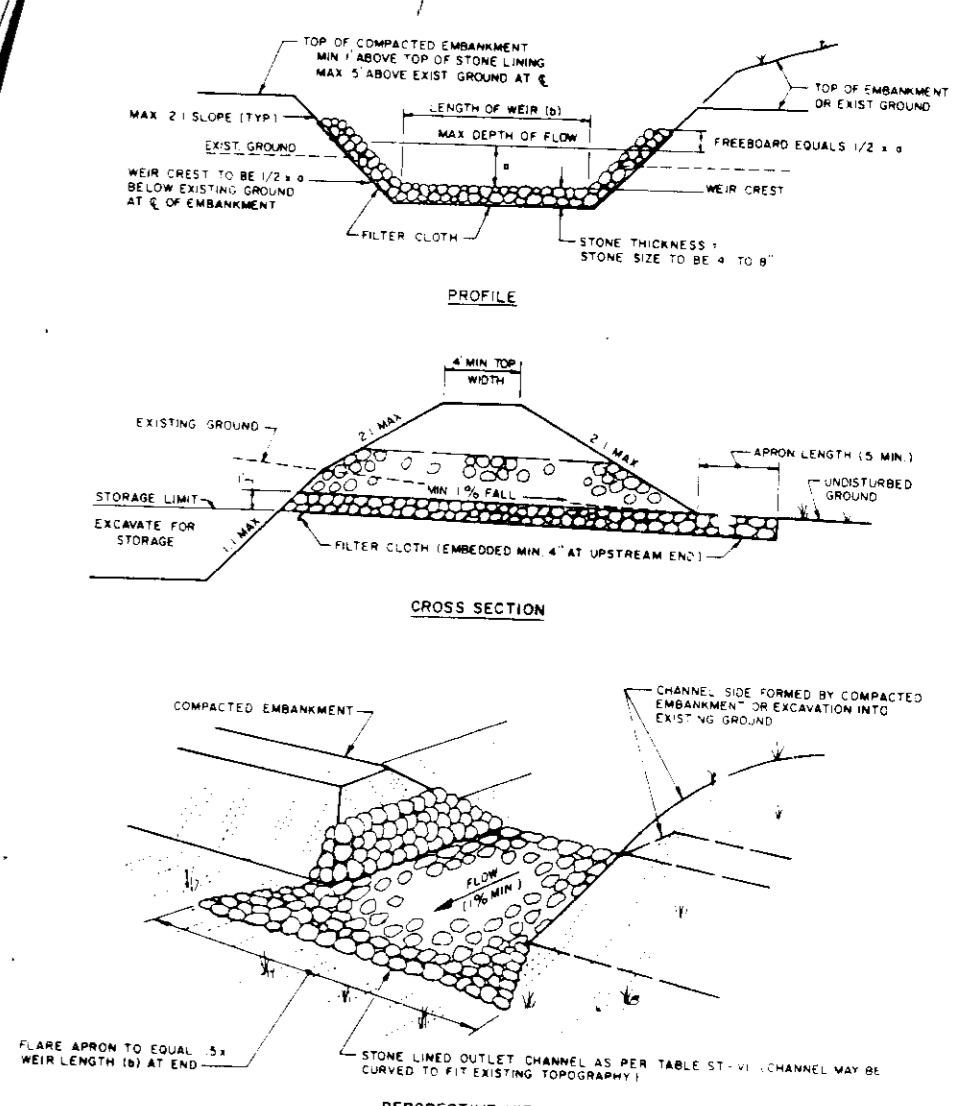 TOP OF COMPACTED EMBANKMENT
MIN 1' ABOVE TOP OF STONE LINING
MAX 5' ABOVE EXIST GROUND AT ℄
TOP OF EMBANKMENT
OR EXIST GROUND
MAX 2:1 SLOPE (TYP)
LENGTH OF WEIR (b)
MAX DEPTH OF FLOW
FREEBOARD EQUALS 1/2 x a
EXIST. GROUND
a
WEIR CREST TO BE 1/2 x a
BELOW EXISTING GROUND
AT ℄ OF EMBANKMENT
WEIR CREST
FILTER CLOTH
STONE THICKNESS
STONE SIZE TO BE 4 TO 8"
PROFILE
4' MIN TOP
WIDTH
EXISTING GROUND
2:1 MAX
2:1 MAX
APRON LENGTH (5 MIN.)
UNDISTURBED
GROUND
1'
MIN 1% FALL
STORAGE LIMIT
EXCAVATE FOR
STORAGE
1:1 MAX
FILTER CLOTH (EMBEDDED MIN. 4" AT UPSTREAM END)
CROSS SECTION
COMPACTED EMBANKMENT
CHANNEL SIDE FORMED BY COMPACTED
EMBANKMENT OR EXCAVATION INTO
EXISTING GROUND
FLOW
(1% MIN)
FLARE APRON TO EQUAL .5x
WEIR LENGTH (b) AT END
STONE LINED OUTLET CHANNEL AS PER TABLE ST-VI (CHANNEL MAY BE
CURVED TO FIT EXISTING TOPOGRAPHY)